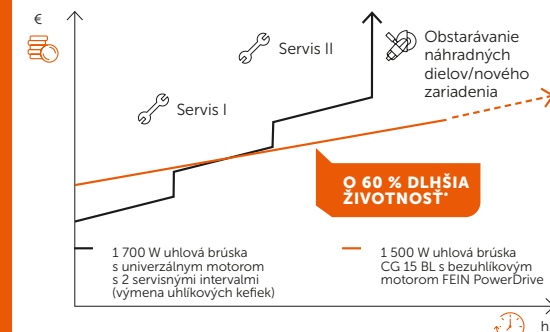 €
Servis II
Obstarávanie
náhradných
dielov/nového
zariadenia
Servis I
O 60 % DLHŠIA
ŽIVOTNOSŤ*
1 700 W uhlová brúska
s univerzálnym motorom
s 2 servisnými intervalmi
(výmena uhlíkových kefiek)
1 500 W uhlová brúska
CG 15 BL s bezuhlíkovým
motorom FEIN PowerDrive
h